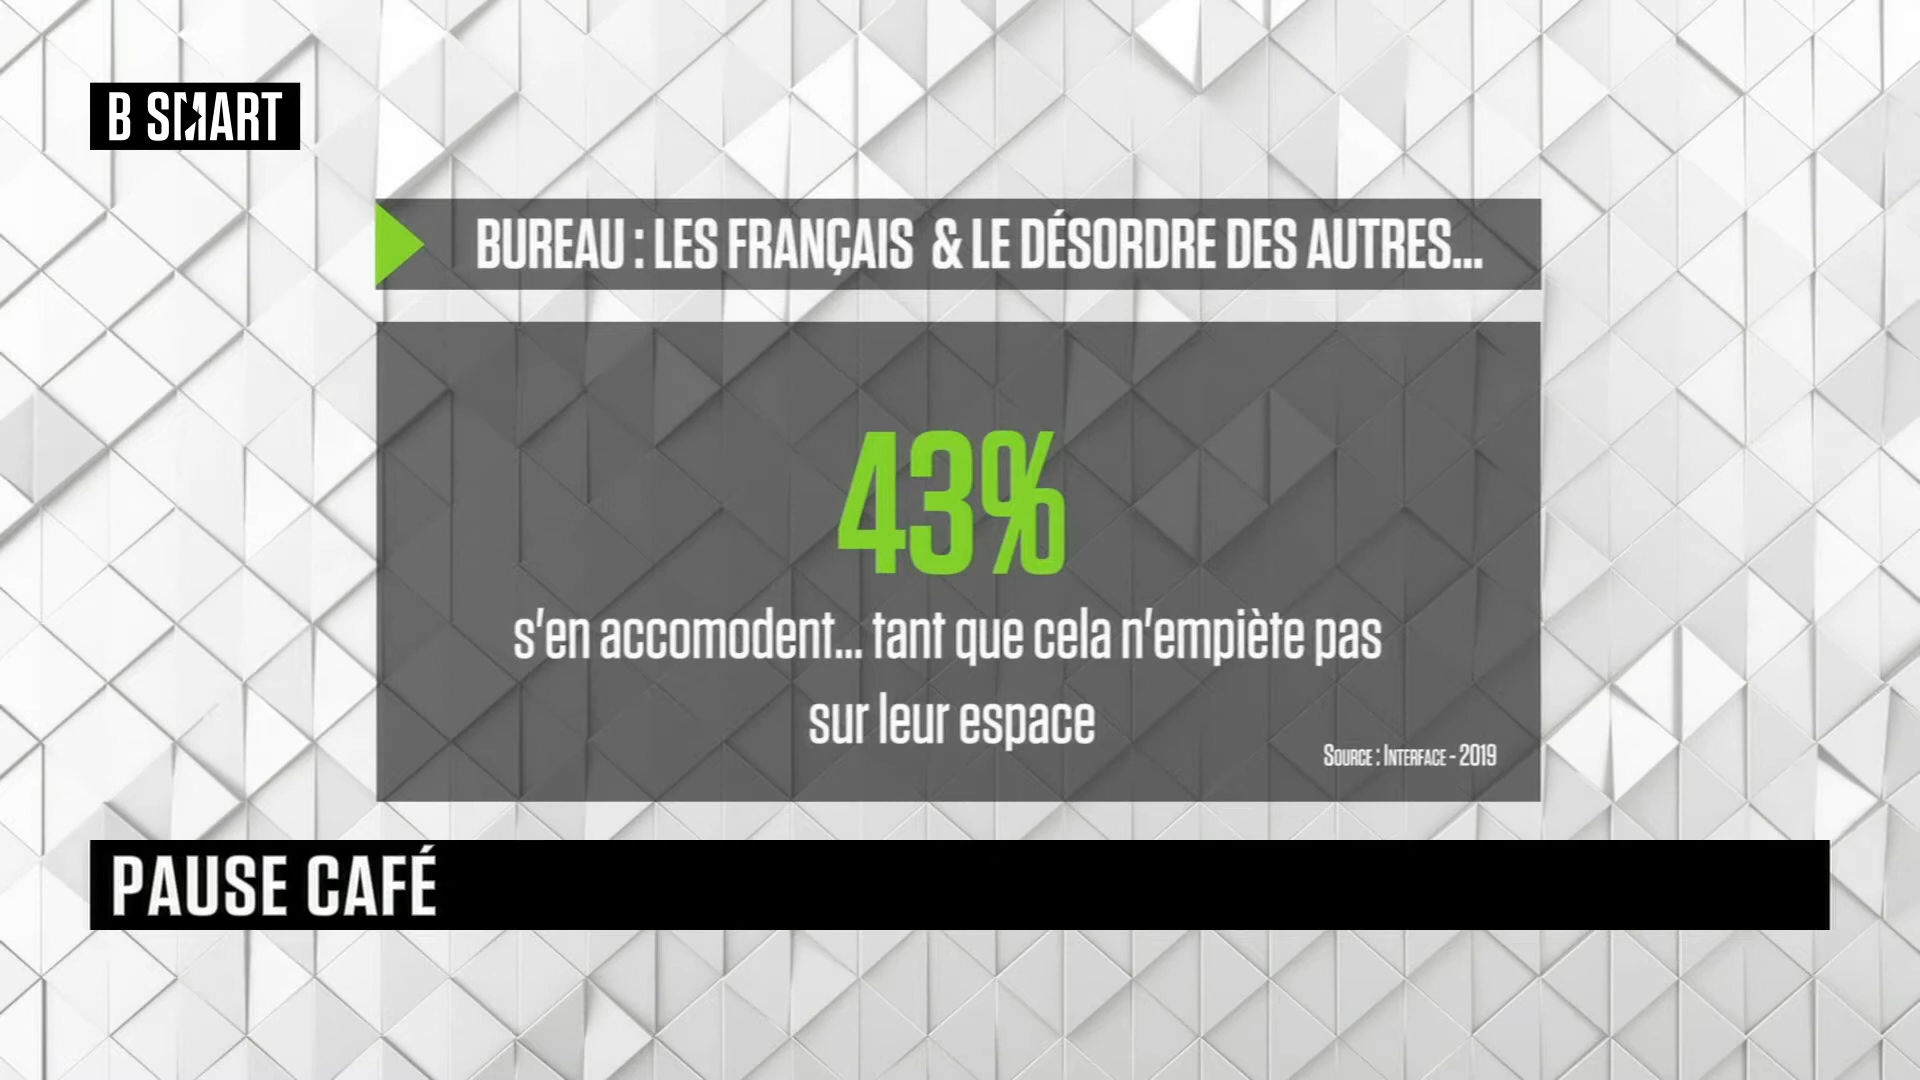 B SMART
BUREAU : LES FRANÇAIS & LE DÉSORDRE DES AUTRES...
43%
s'en accomodent... tant que cela n'empiète pas
sur leur espace
SOURCE : INTERFACE - 2019
PAUSE CAFÉ